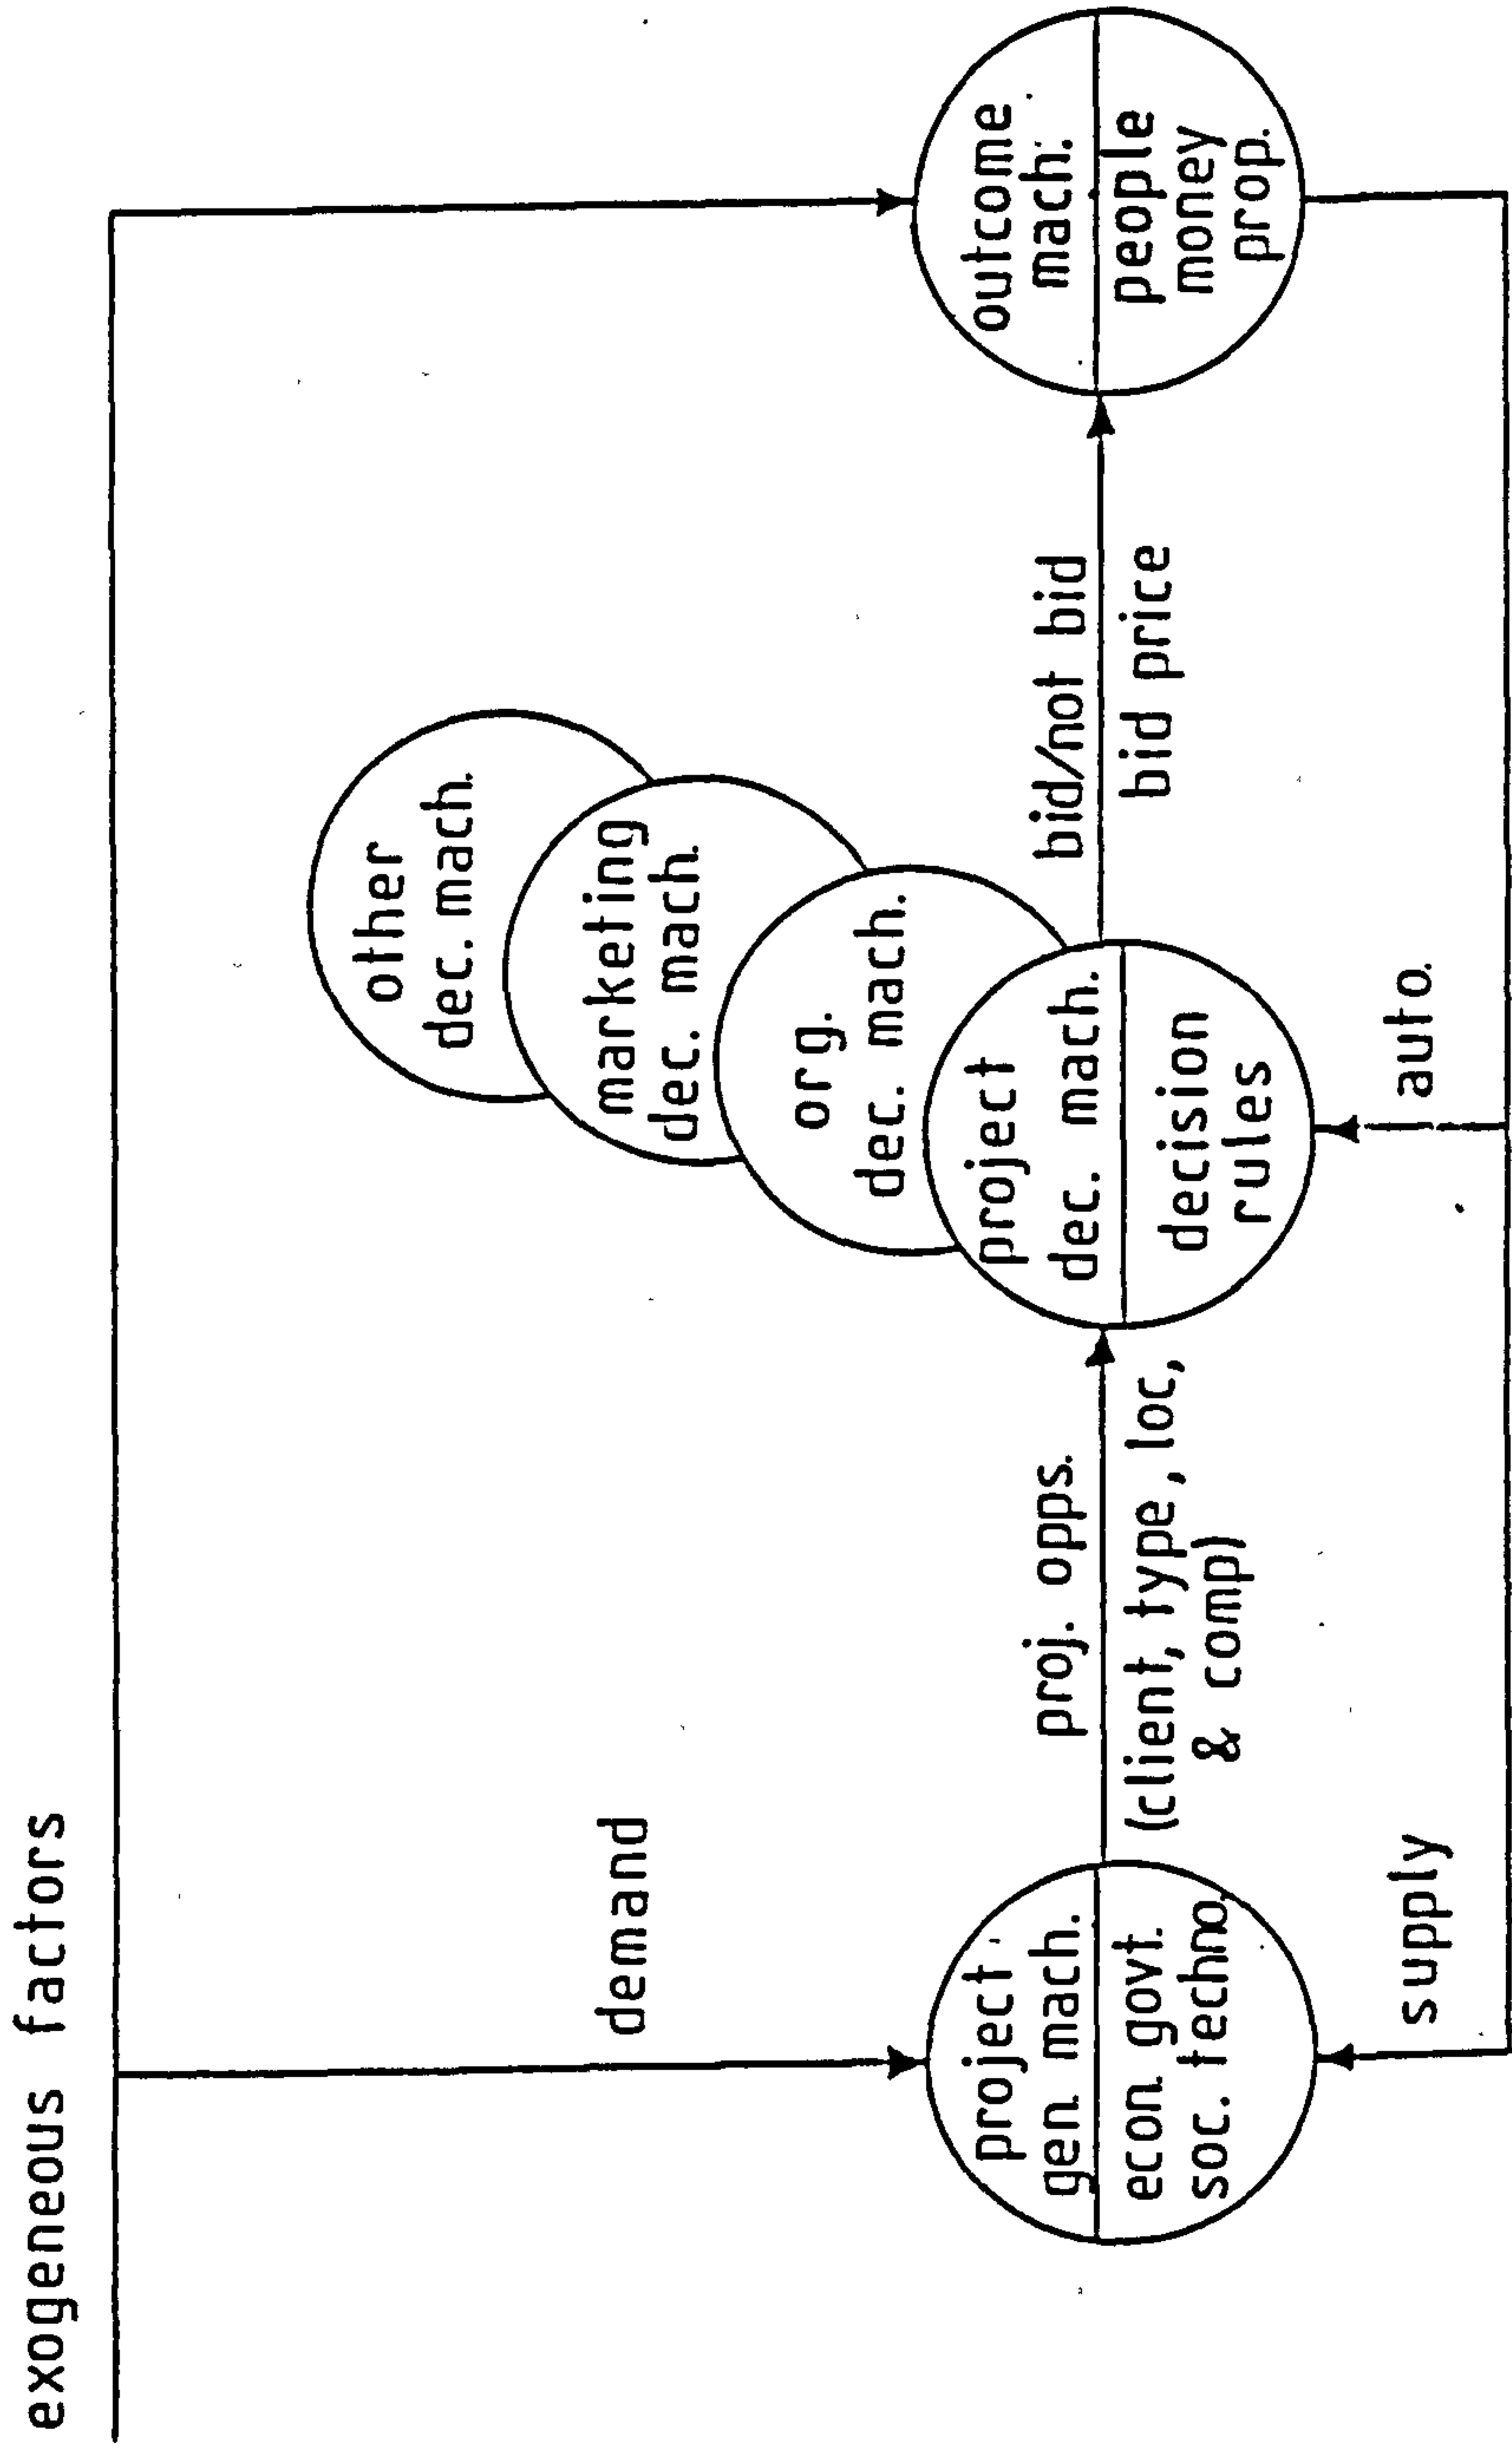 exogeneous factors
demand
other
dec. mach.
marketing
dec. mach.
org.
dec. mach.
project
gen. mach.
econ. govt.
soc. techno.
proj. opps.
(client, type, loc,
& comp)
project
dec. mach.
decision
rules
bid/not bid
bid price
outcome
mach.
people
money
prop.
supply
auto.